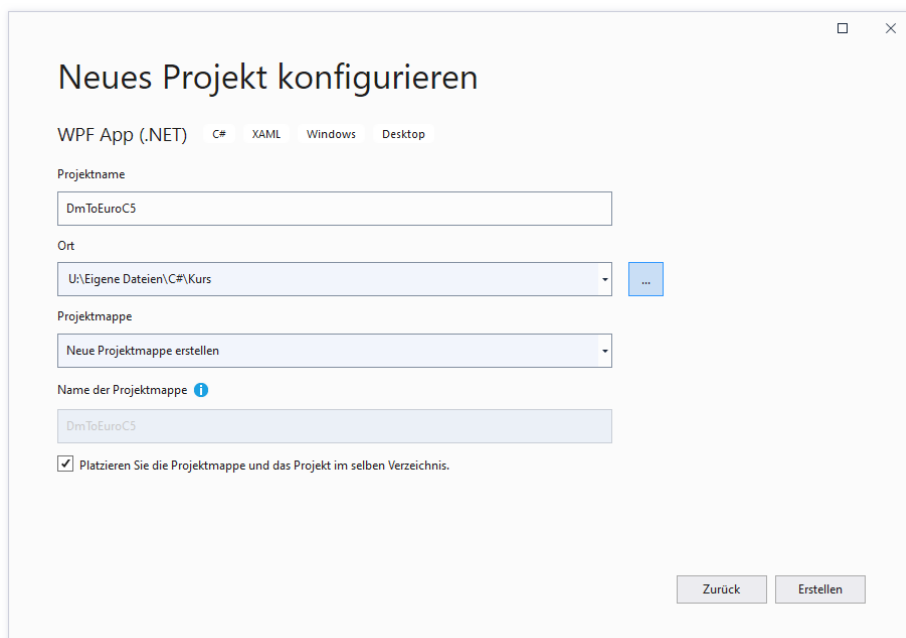 Neues Projekt konfigurieren
WPF App (.NET) C# XAML Windows Desktop
Projektname
DmToEuroC5
Ort
U:\Eigene Dateien\C#\Kurs
...
Projektmappe
Neue Projektmappe erstellen
Name der Projektmappe
DmToEuroC5
Platzieren Sie die Projektmappe und das Projekt im selben Verzeichnis.
Zurück Erstellen